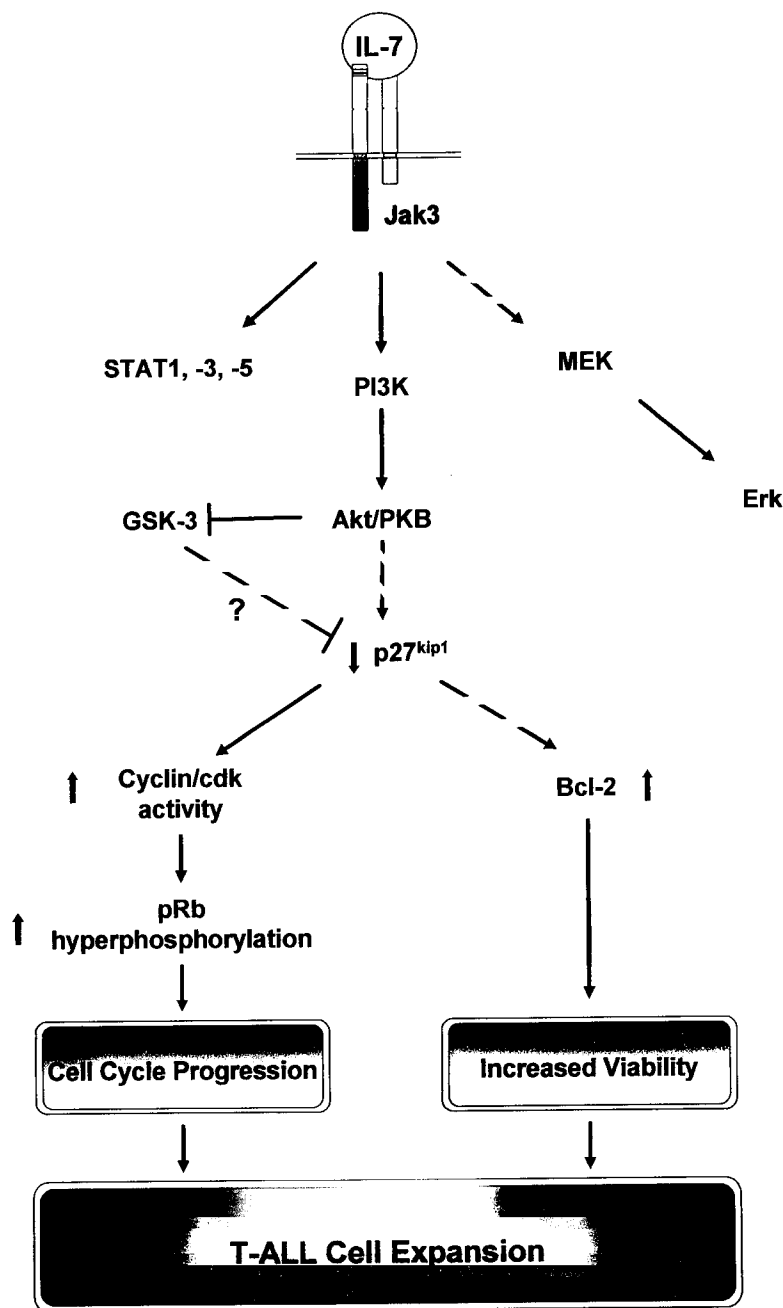 IL-7
Jak3
STAT1, -3, -5
PI3K
MEK
Erk
GSK-3
Akt/PKB
?
p27kip1
Cyclin/cdk
activity
Bcl-2
pRb
hyperphosphorylation
Cell Cycle Progression
Increased Viability
T-ALL Cell Expansion